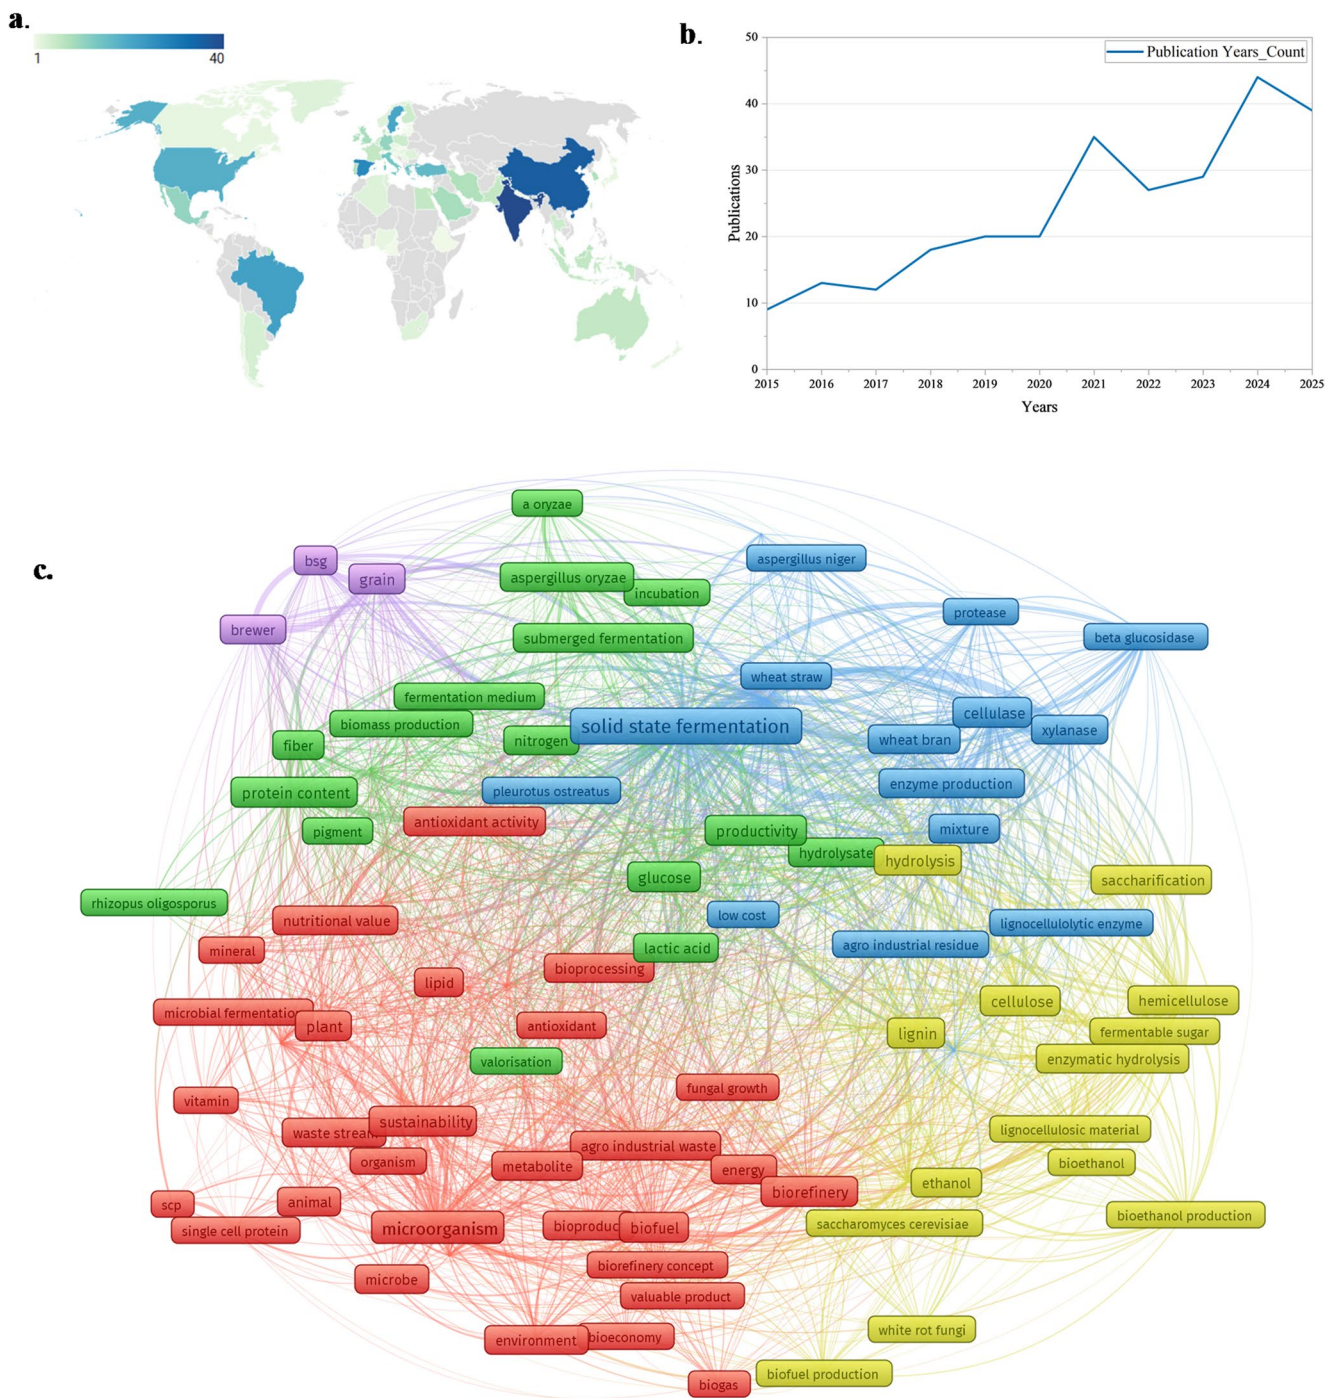 a.
1
40
b.
Publication Years_Count
50
40
30
20
10
0
Publications
2015 2016 2017 2018 2019 2020 2021 2022 2023 2024 2025
Years
c.
a oryzae
bsg
aspergillus niger
grain
aspergillus oryzae
incubation
protease
brewer
submerged fermentation
beta glucosidase
wheat straw
fermentation medium
cellulase
biomass production
solid state fermentation
xylanase
fiber
nitrogen
wheat bran
protein content
pleurotus ostreatus
enzyme production
pigment
antioxidant activity
productivity
mixture
hydrolysate
hydrolysis
glucose
saccharification
rhizopus oligosporus
nutritional value
low cost
lignocellulolytic enzyme
mineral
lactic acid
agro industrial residue
lipid
bioprocessing
cellulose
hemicellulose
microbial fermentatio
plant
antioxidant
lignin
fermentable sugar
valorisation
enzymatic hydrolysis
fungal growth
vitamin
waste stream
sustainability
lignocellosic material
agro industrial waste
organism
metabolite
energy
bioethanol
ethanol
biorefinery
scp
animal
single cell protein
microorganism
bioproduc
biofuel
saccharomyces cerevisiae
bioethanol production
microbe
biorefinery concept
valuable product
environment
bioeconomy
white rot fungi
biogas
biofuel production